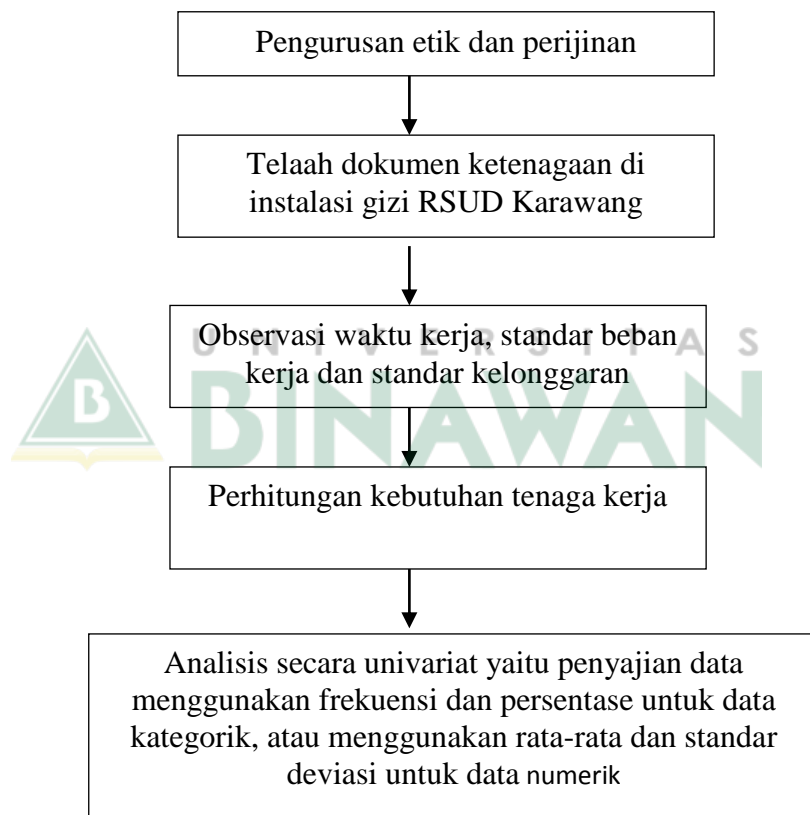 Pengurusan etik dan perijinan
Telaah dokumen ketenagaan di
instalasi gizi RSUD Karawang
Observasi waktu kerja, standar beban
kerja dan standar kelonggaran
UNIVERSITAS
B
BINAWAN
Perhitungan kebutuhan tenaga kerja
Analisis secara univariat yaitu penyajian data
menggunakan frekuensi dan persentase untuk data
kategorik, atau menggunakan rata-rata dan standar
deviasi untuk data numerik